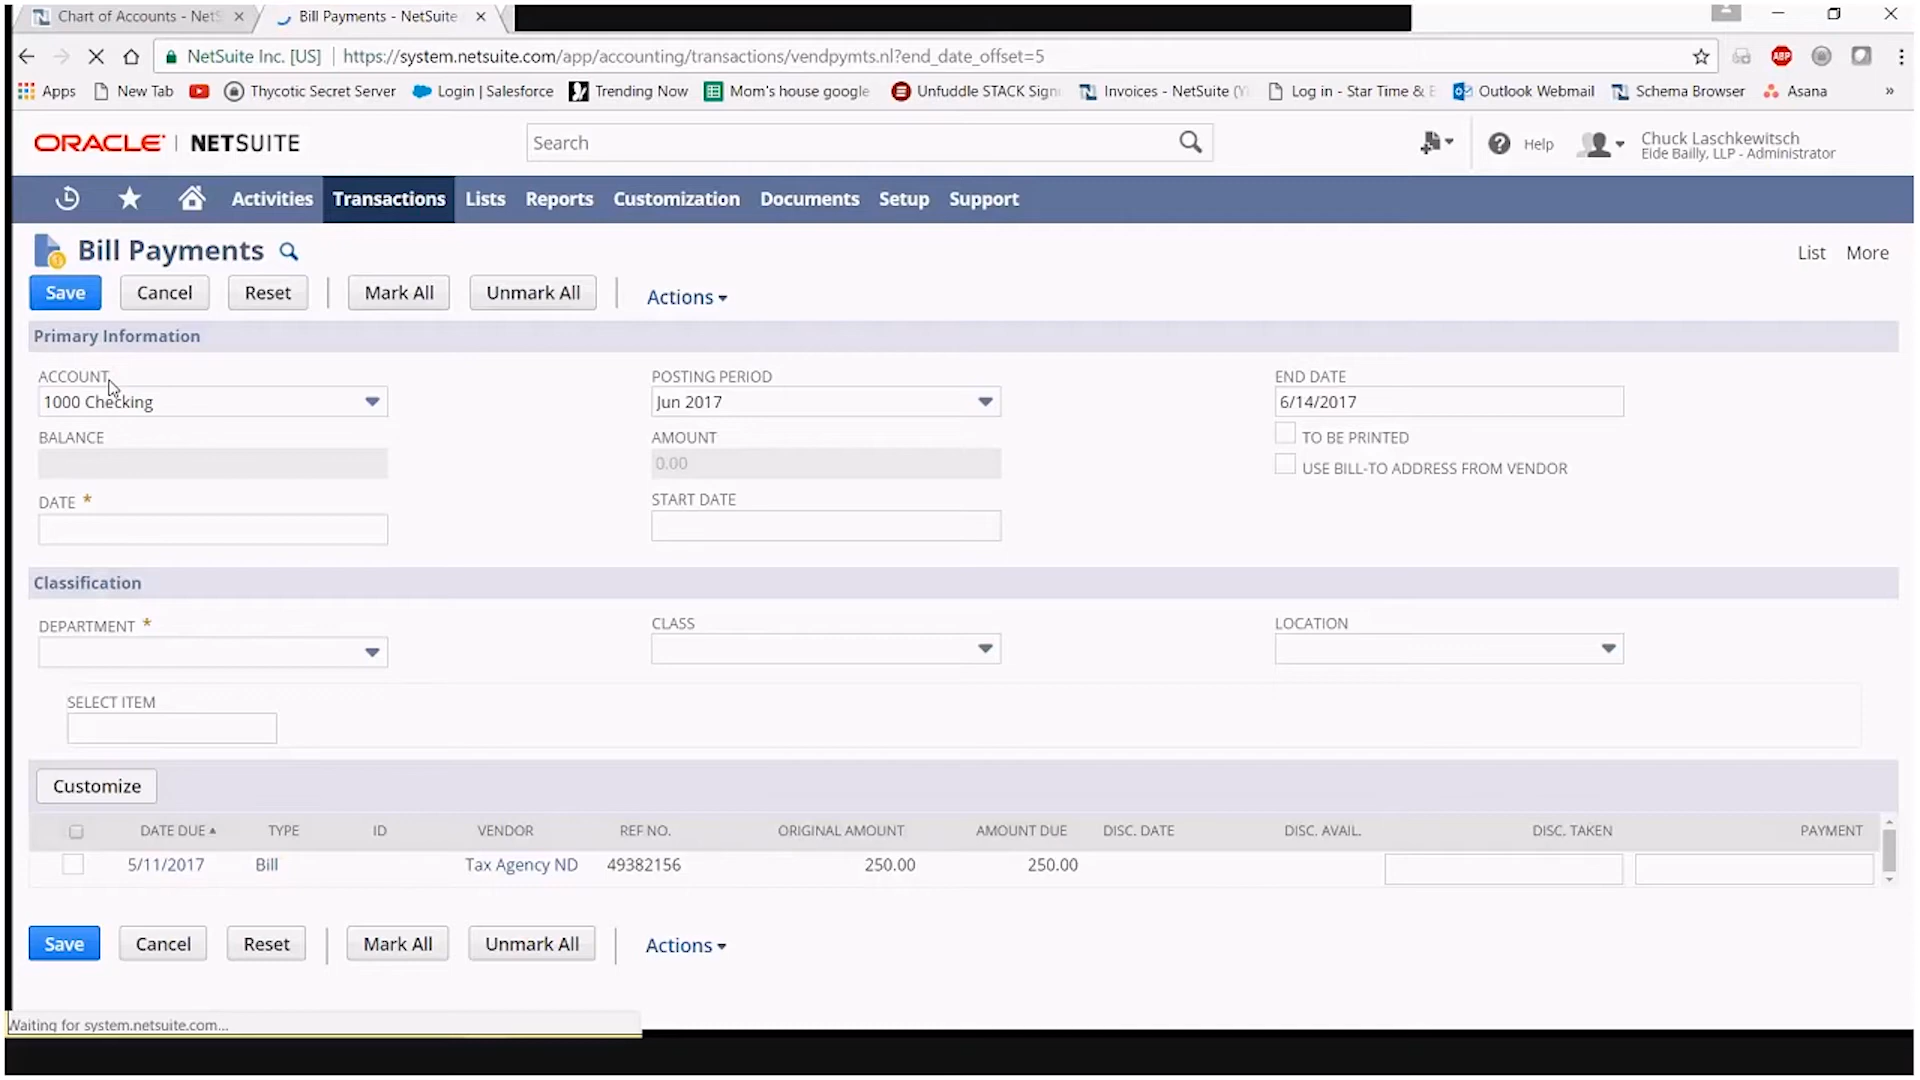 Chart of Accounts - NetS
Bill Payments - NetSuite
NetSuite Inc. [US] | https://system.netsuite.com/app/accounting/transactions/vendpymts.nl?end_date_offset=5
ABP
Apps New Tab Thycotic Secret Server Login | Salesforce Trending Now Mom's house google Unfuddle STACK Sign Invoices - NetSuite (Y Log in - Star Time & E Outlook Webmail Schema Browser Asana »
ORACLE | NETSUITE
Search
Help
Chuck Laschkewitsch
Eide Bailly, LLP - Administrator
Activities Transactions Lists Reports Customization Documents Setup Support
Bill Payments
List More
Save Cancel Reset Mark All Unmark All Actions
Primary Information
ACCOUNT POSTING PERIOD END DATE
1000 Checking Jun 2017 6/14/2017
BALANCE AMOUNT TO BE PRINTED
0.00 USE BILL-TO ADDRESS FROM VENDOR
DATE * START DATE
Classification
DEPARTMENT * CLASS LOCATION
SELECT ITEM
Customize
DATE DUE TYPE ID VENDOR REF NO. ORIGINAL AMOUNT AMOUNT DUE DISC. DATE DISC. AVAIL. DISC. TAKEN PAYMENT
5/11/2017 Bill Tax Agency ND 49382156 250.00 250.00
Save Cancel Reset Mark All Unmark All Actions
Waiting for system.netsuite.com...